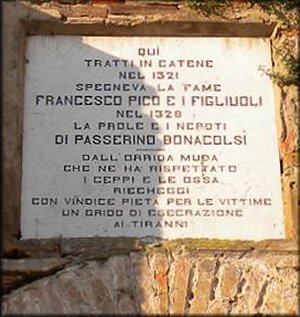 QUI
TRATTI IN CATENE
NEL 1321
SPEGNEVA LA FAME
FRANCESCO PICO E I FIGLIUOLI
NEL 1328
LA PROLE E I NEPOTI
DI PASSERINO BONACOLSÌ
DALL'ORRIDA MUDA
CHE NE HA RISPETTATO
I CEPPI E LE OSSA
RIECHEGGI
CON VINDICE PIETÀ PER LE VITTIME
UN GRIDO DI ESECRAZIONE
AI TIRANNI